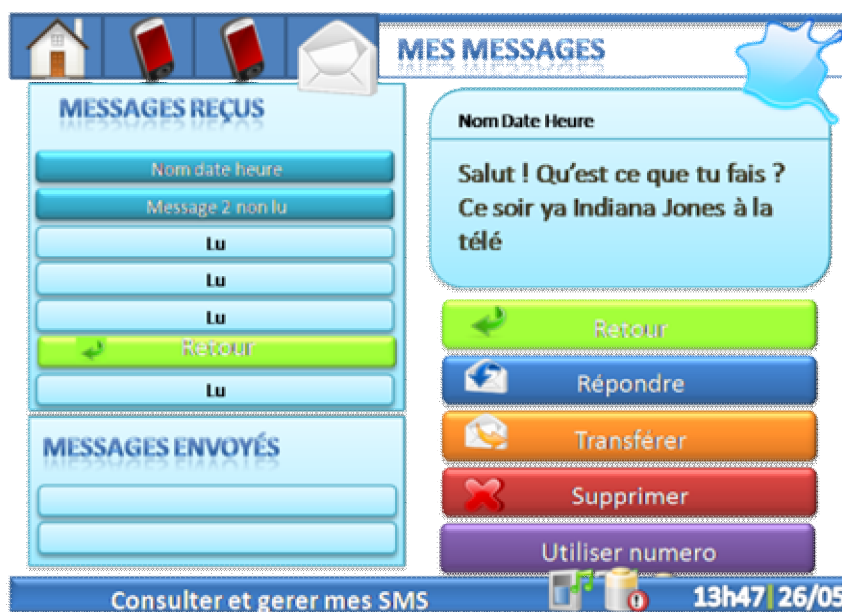 MES MESSAGES
MESSAGES REÇUS
Nom date heure
Message 2 non lu
Lu
Lu
Lu
Retour
Lu
MESSAGES ENVOYÉS
Nom Date Heure
Salut ! Qu'est ce que tu fais ?
Ce soir ya Indiana Jones à la
télé
Retour
Répondre
Transférer
Supprimer
Utiliser numero
Consulter et gerer mes SMS
13h47 26/05